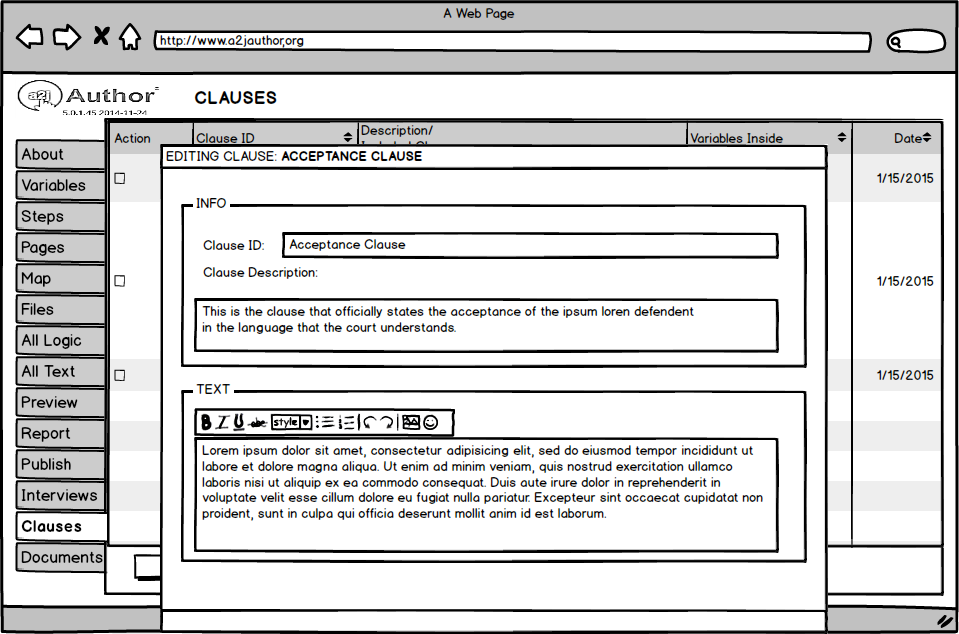 A Web Page
http://www.a2jauthor.org
a2j Author
5.0.1.45 2014-11-24
CLAUSES
Action
Clause ID
Description/
Variables Inside
Date
EDITING CLAUSE: ACCEPTANCE CLAUSE
About
Variables
Steps
Pages
Map
Files
All Logic
All Text
Preview
Report
Publish
Interviews
Clauses
Documents
1/15/2015
1/15/2015
1/15/2015
INFO
Clause ID:
Acceptance Clause
Clause Description:
This is the clause that officially states the acceptance of the ipsum loren defendent
in the language that the court understands.
TEXT
B I U abc style
Lorem ipsum dolor sit amet, consectetur adipisicing elit, sed do eiusmod tempor incididunt ut
labore et dolore magna aliqua. Ut enim ad minim veniam, quis nostrud exercitation ullamco
laboris nisi ut aliquip ex ea commodo consequat. Duis aute irure dolor in reprehenderit in
voluptate velit esse cillum dolore eu fugiat nulla pariatur. Excepteur sint occaecat cupidatat non
proident, sunt in culpa qui officia deserunt mollit anim id est laborum.